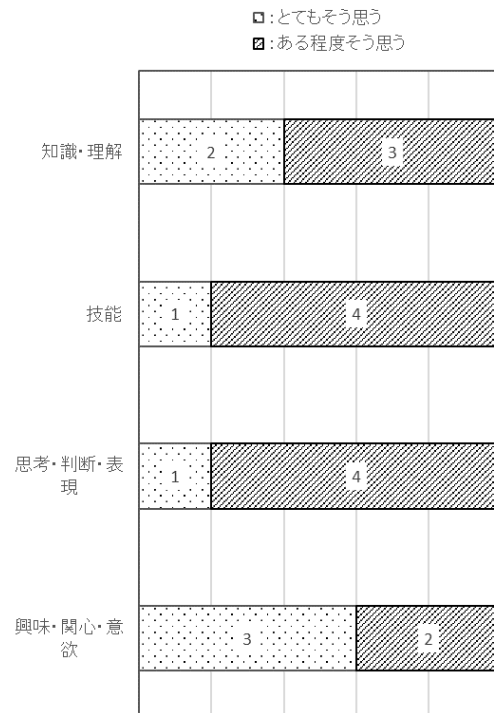 :とてもそう思う
:ある程度そう思う
知識・理解
2
3
技能
1
4
思考・判断・表
現
1
4
興味・関心・意
欲
3
2